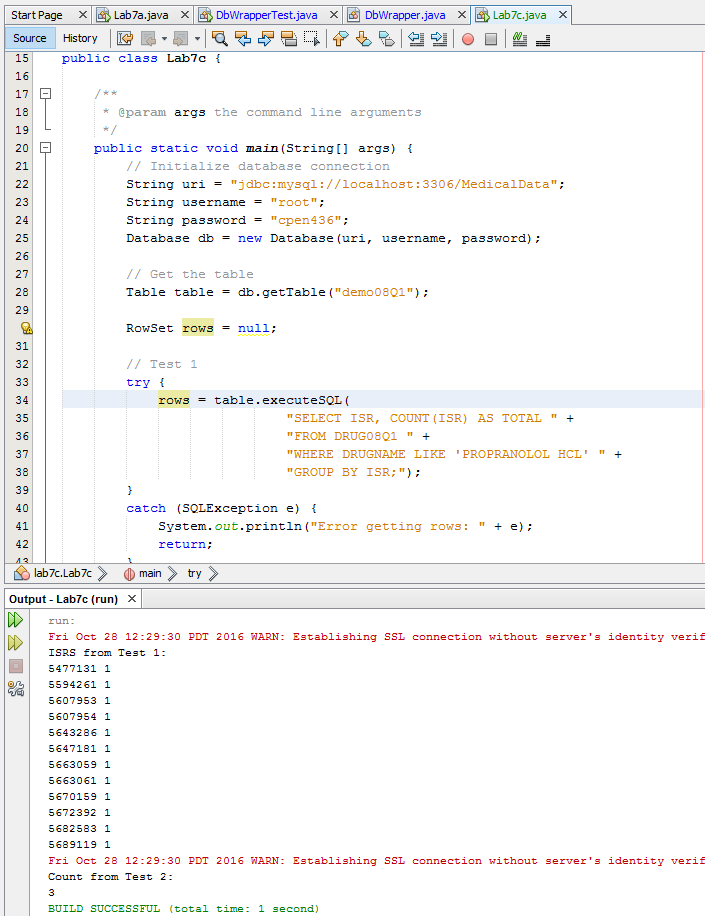 Start Page Lab7a.java DbWrapperTest.java DbWrapper.java Lab7c.java
Source History
15 public class Lab7c {
16
17 /**
18 * @param args the command line arguments
19 */
20 public static void main(String[] args) {
21 // Initialize database connection
22 String uri = "jdbc:mysql://localhost:3306/MedicalData";
23 String username = "root";
24 String password = "cpen436";
25 Database db = new Database(uri, username, password);
26
27 // Get the table
28 Table table = db.getTable("demo08Q1");
29
RowSet rows = null;
31
32 // Test 1
33 try {
34 rows = table.executeSQL(
35 "SELECT ISR, COUNT(ISR) AS TOTAL " +
36 "FROM DRUG08Q1 " +
37 "WHERE DRUGNAME LIKE 'PROPRANOLOL HCL' " +
38 "GROUP BY ISR;");
39 }
40 catch (SQLException e) {
41 System.out.println("Error getting rows: " + e);
42 return;
43 }
lab7c.Lab7c main try
Output - Lab7c (run)
run:
Fri Oct 28 12:29:30 PDT 2016 WARN: Establishing SSL connection without server's identity verif
ISRS from Test 1:
5477131 1
5594261 1
5607953 1
5607954 1
5643286 1
5647181 1
5663059 1
5663061 1
5670159 1
5672392 1
5682583 1
5689119 1
Fri Oct 28 12:29:30 PDT 2016 WARN: Establishing SSL connection without server's identity verif
Count from Test 2:
3
BUILD SUCCESSFUL (total time: 1 second)